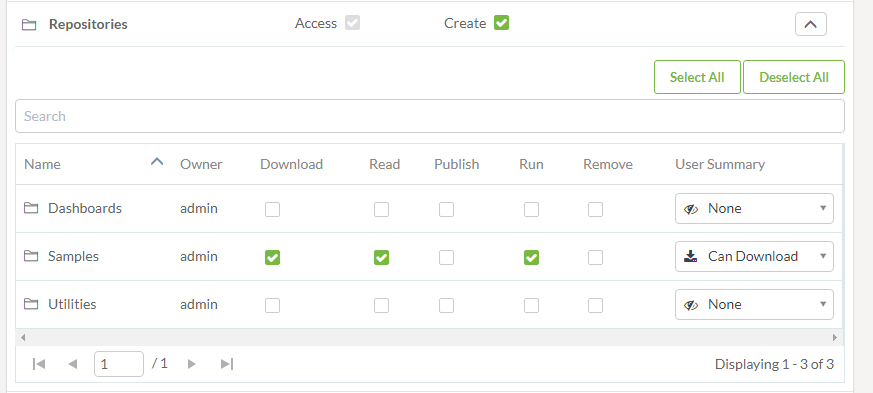 Repositories Access Create
Select All Deselect All
Search
Name Owner Download Read Publish Run Remove User Summary
Dashboards admin None
Samples admin Can Download
Utilities admin None
1 / 1 Displaying 1 - 3 of 3